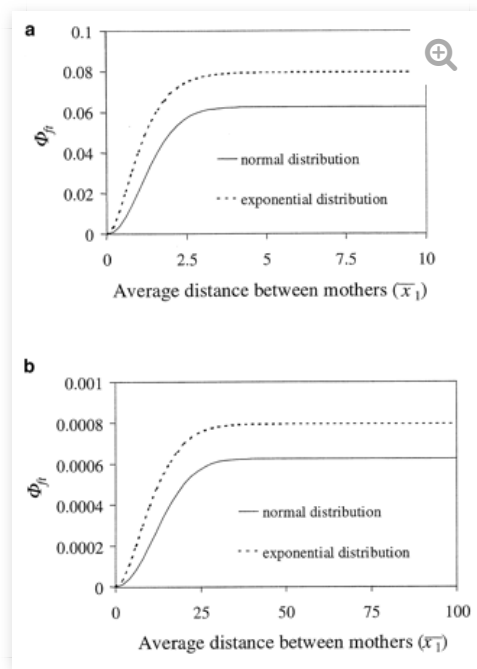 a
0.1
0.08
0.06
0.04
0.02
0
Φft
normal distribution
exponential distribution
0 2.5 5 7.5 10
Average distance between mothers (x̅1)
b
0.001
0.0008
0.0006
0.0004
0.0002
0
Φft
normal distribution
exponential distribution
0 25 50 75 100
Average distance between mothers (x̅1)